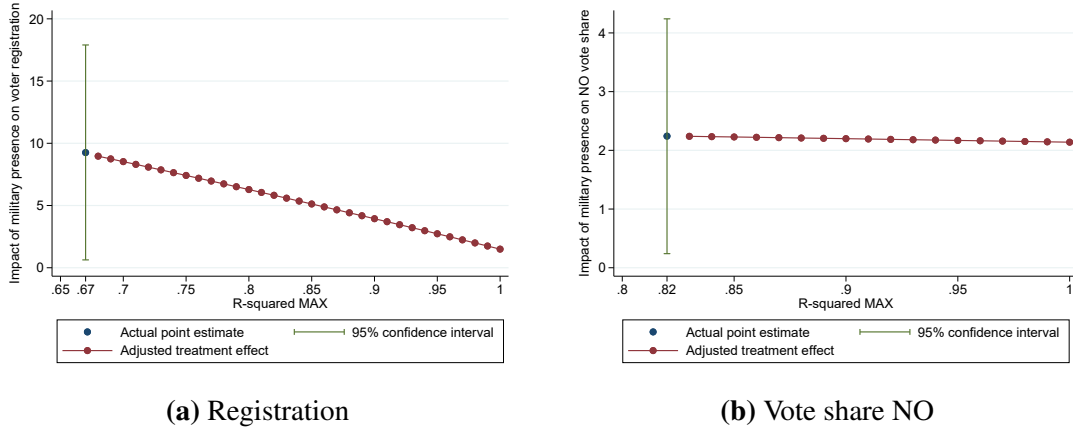 Impact of military presence on voter registration
20
15
10
5
0
.65 .67 .7 .75 .8 .85 .9 .95 1
R-squared MAX
Actual point estimate 95% confidence interval
Adjusted treatment effect
(a) Registration
Impact of military presence on NO vote share
4
3
2
1
0
.8 .82 .85 .9 .95 1
R-squared MAX
Actual point estimate 95% confidence interval
Adjusted treatment effect
(b) Vote share NO